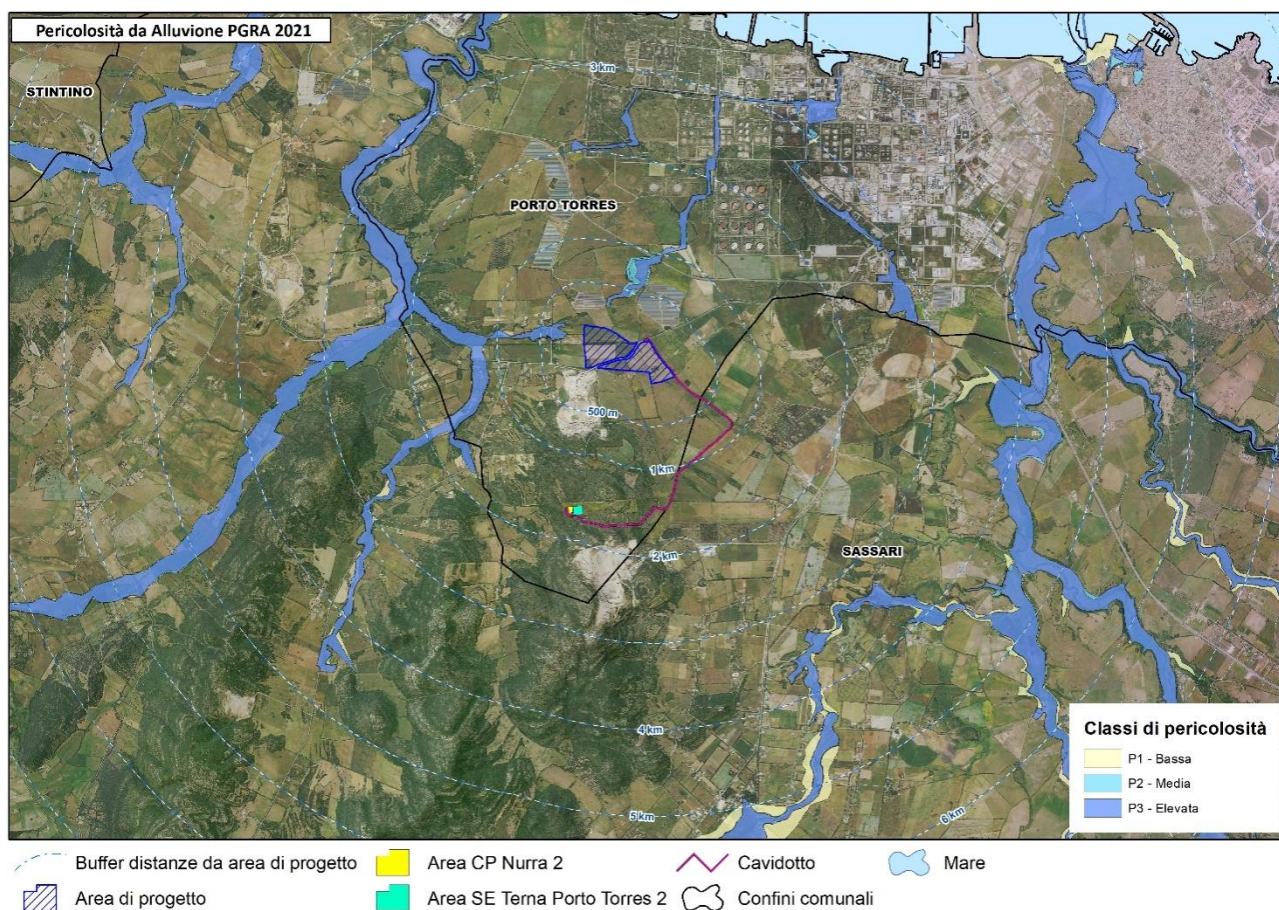 Pericolosità da Alluvione PGRA 2021
STINTINO
3 km
PORTO TORRES
500 m
1 km
2 km
SASSARI
4 km
5 km
6 km
Classi di pericolosità
P1 - Bassa
P2 - Media
P3 - Elevata
Buffer distanze da area di progetto
Area CP Nurra 2
Cavidotto
Mare
Area di progetto
Area SE Terna Porto Torres 2
Confini comunali